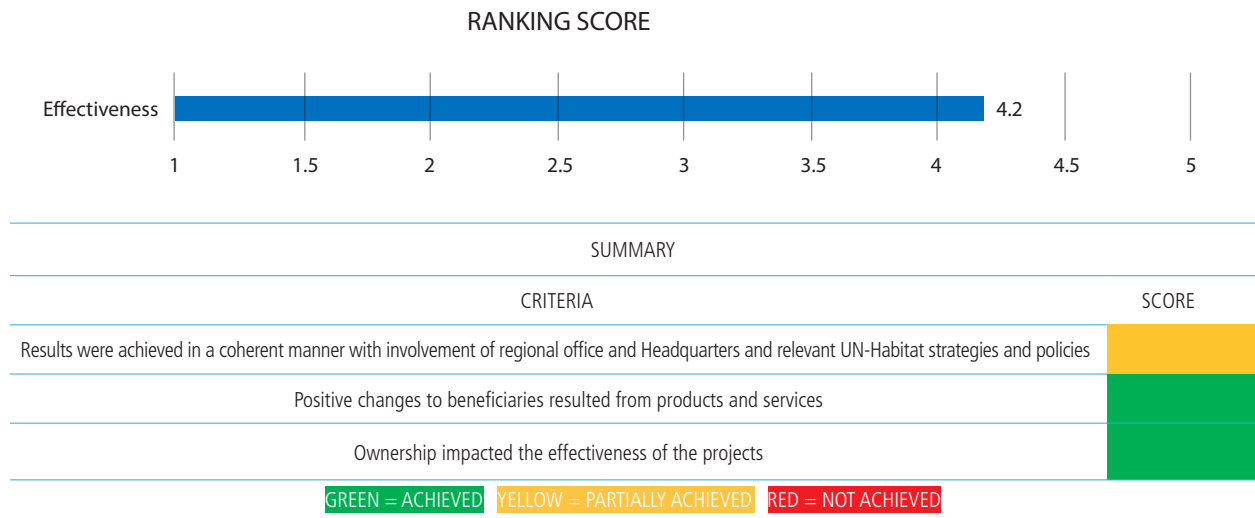 RANKING SCORE
Effectiveness 4.2
1 1.5 2 2.5 3 3.5 4 4.5 5
SUMMARY
CRITERIA SCORE
Results were achieved in a coherent manner with involvement of regional office and Headquarters and relevant UN-Habitat strategies and policies
Positive changes to beneficiaries resulted from products and services
Ownership impacted the effectiveness of the projects
GREEN = ACHIEVED YELLOW = PARTIALLY ACHIEVED RED = NOT ACHIEVED